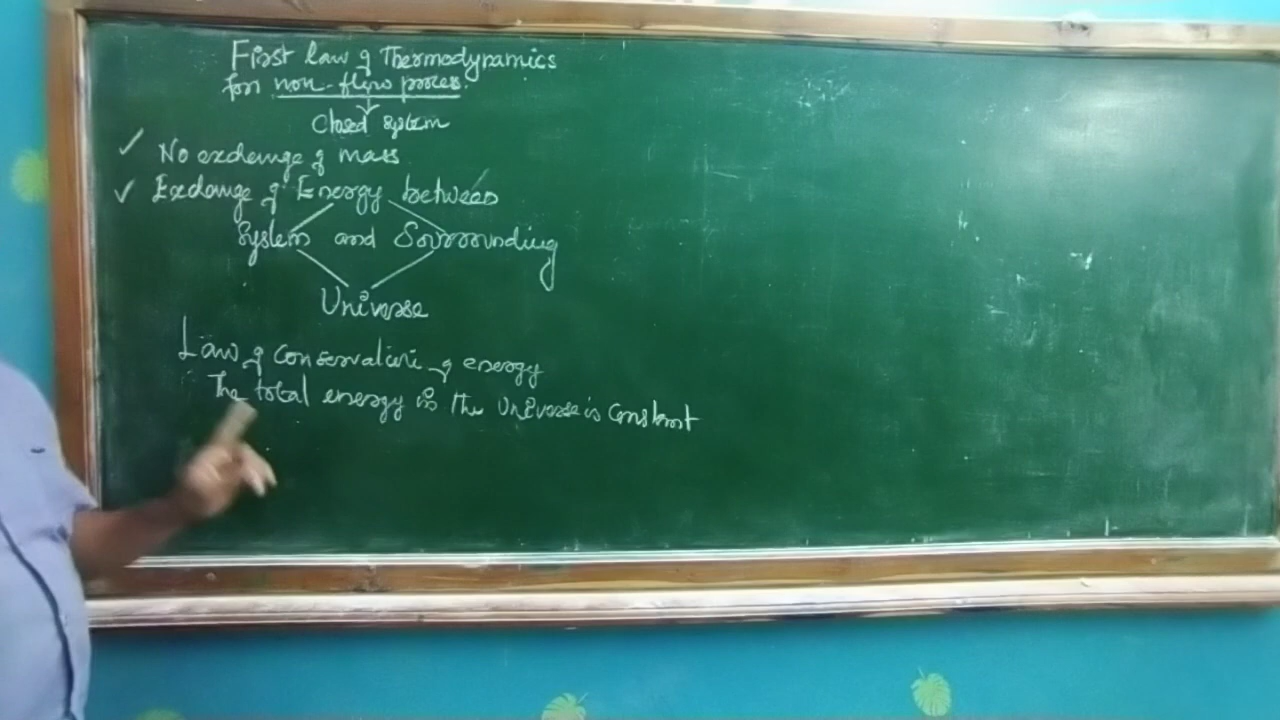 First law of Thermodynamics
for non-flow process.
Closed system
No exchange of mass
Exchange of Energy between
System and Sourrounding
Universe
Law of conservation of energy
The total energy in the Universe is constant